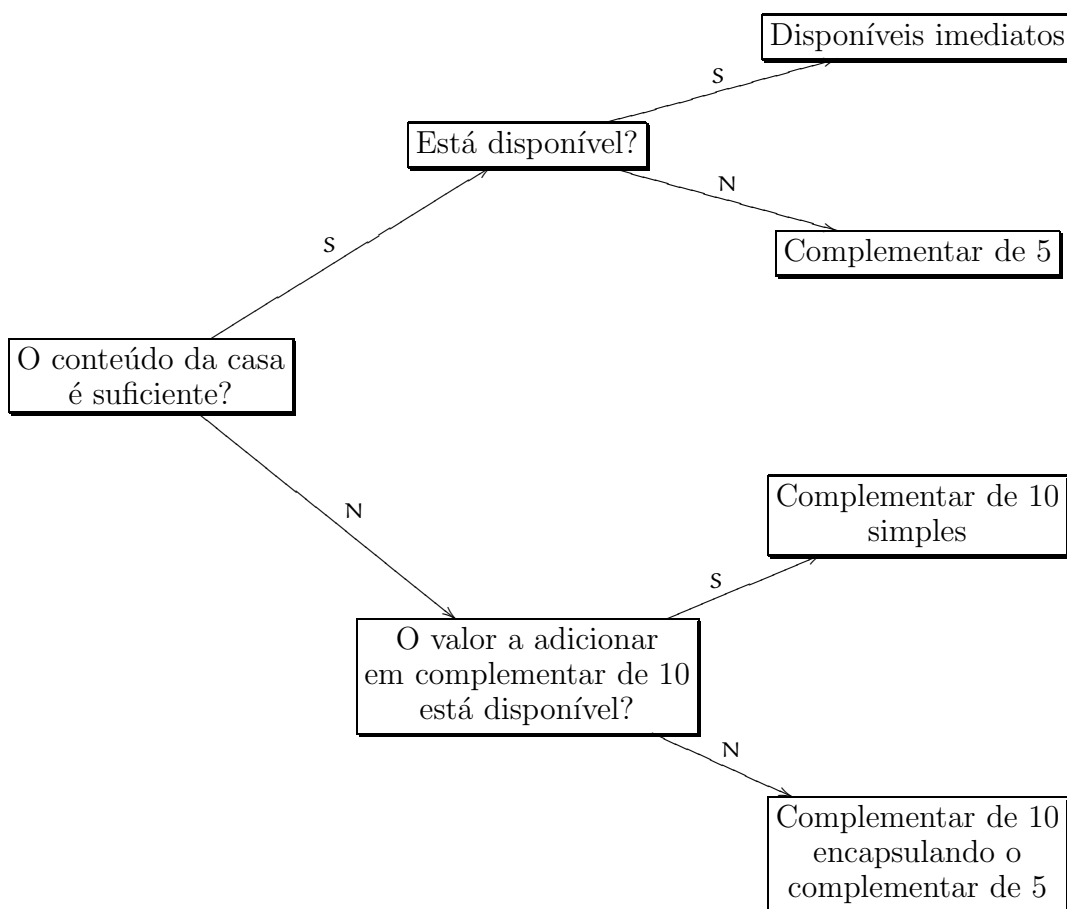 Disponíveis imediatos
S
Está disponível?
N
Complementar de 5
S
O conteúdo da casa
é suficiente?
N
Complementar de 10
simples
S
O valor a adicionar
em complementar de 10
está disponível?
N
Complementar de 10
encapsulando o
complementar de 5